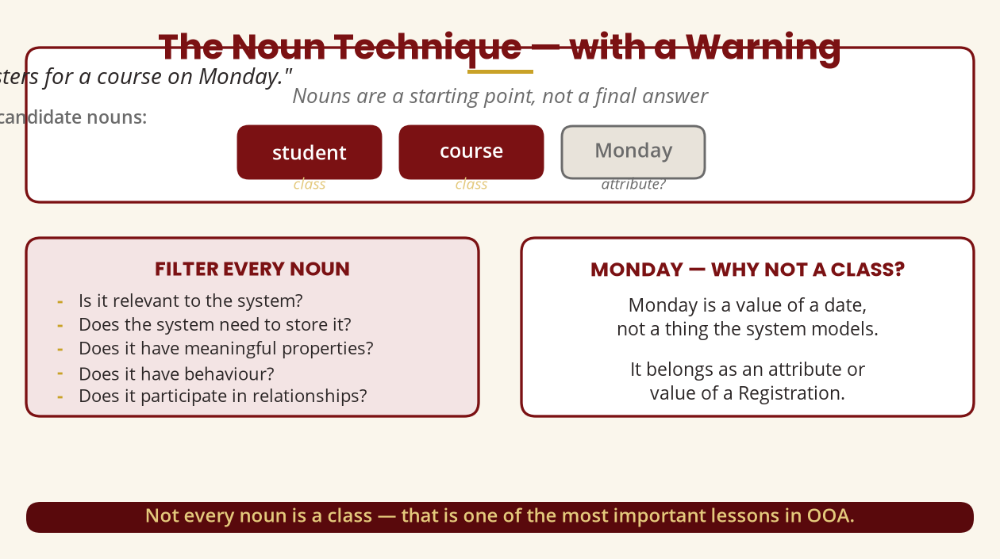 The Noun Technique — with a Warning
for a course on Monday."
Nouns are a starting point, not a final answer
candidate nouns:
student
course
Monday
class
class
attribute?
FILTER EVERY NOUN
- Is it relevant to the system?
- Does the system need to store it?
- Does it have meaningful properties?
- Does it have behaviour?
- Does it participate in relationships?
MONDAY — WHY NOT A CLASS?
Monday is a value of a date,
not a thing the system models.
It belongs as an attribute or
value of a Registration.
Not every noun is a class — that is one of the most important lessons in OOA.